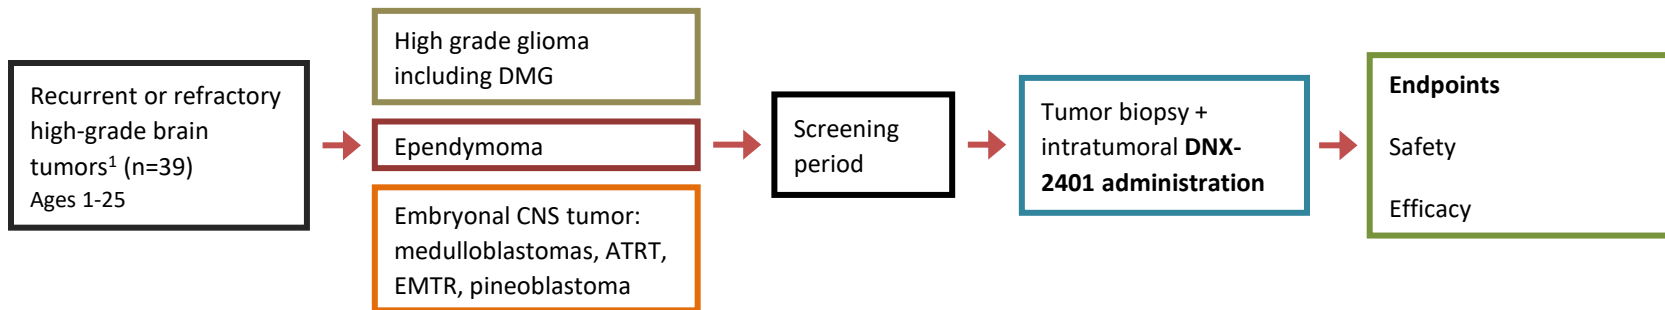 Recurrent or refractory
high-grade brain
tumors¹ (n=39)
Ages 1-25
High grade glioma
including DMG
Ependymoma
Embryonal CNS tumor:
medulloblastomas, ATRT,
EMTR, pineoblastoma
Screening
period
Tumor biopsy +
intratumoral DNX-
2401 administration
Endpoints
Safety
Efficacy